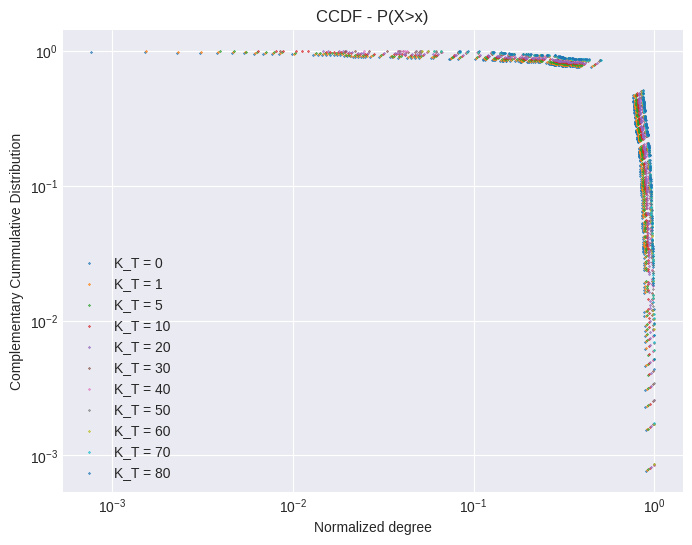 CCDF - P(X>x)
Complementary Cummulative Distribution
10⁰
10⁻¹
10⁻²
10⁻³
K_T = 0
K_T = 1
K_T = 5
K_T = 10
K_T = 20
K_T = 30
K_T = 40
K_T = 50
K_T = 60
K_T = 70
K_T = 80
10⁻³ 10⁻² 10⁻¹ 10⁰
Normalized degree